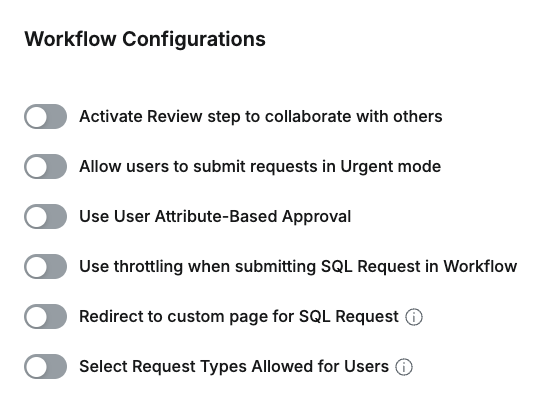 Workflow Configurations
Activate Review step to collaborate with others
Allow users to submit requests in Urgent mode
Use User Attribute-Based Approval
Use throttling when submitting SQL Request in Workflow
Redirect to custom page for SQL Request
Select Request Types Allowed for Users